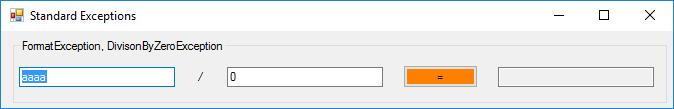 Standard Exceptions
FormatException, DivisonByZeroException
aaaa / 0 =